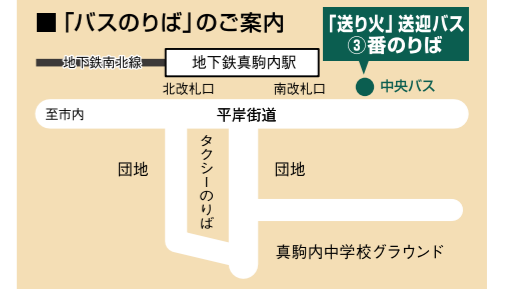 ■「バスのりば」のご案内
「送り火」送迎バス
③番のりば
地下鉄南北線
地下鉄真駒内駅
北改札口
南改札口
中央バス
至市内
平岸街道
団地
タクシーのりば
団地
真駒内中学校グラウンド